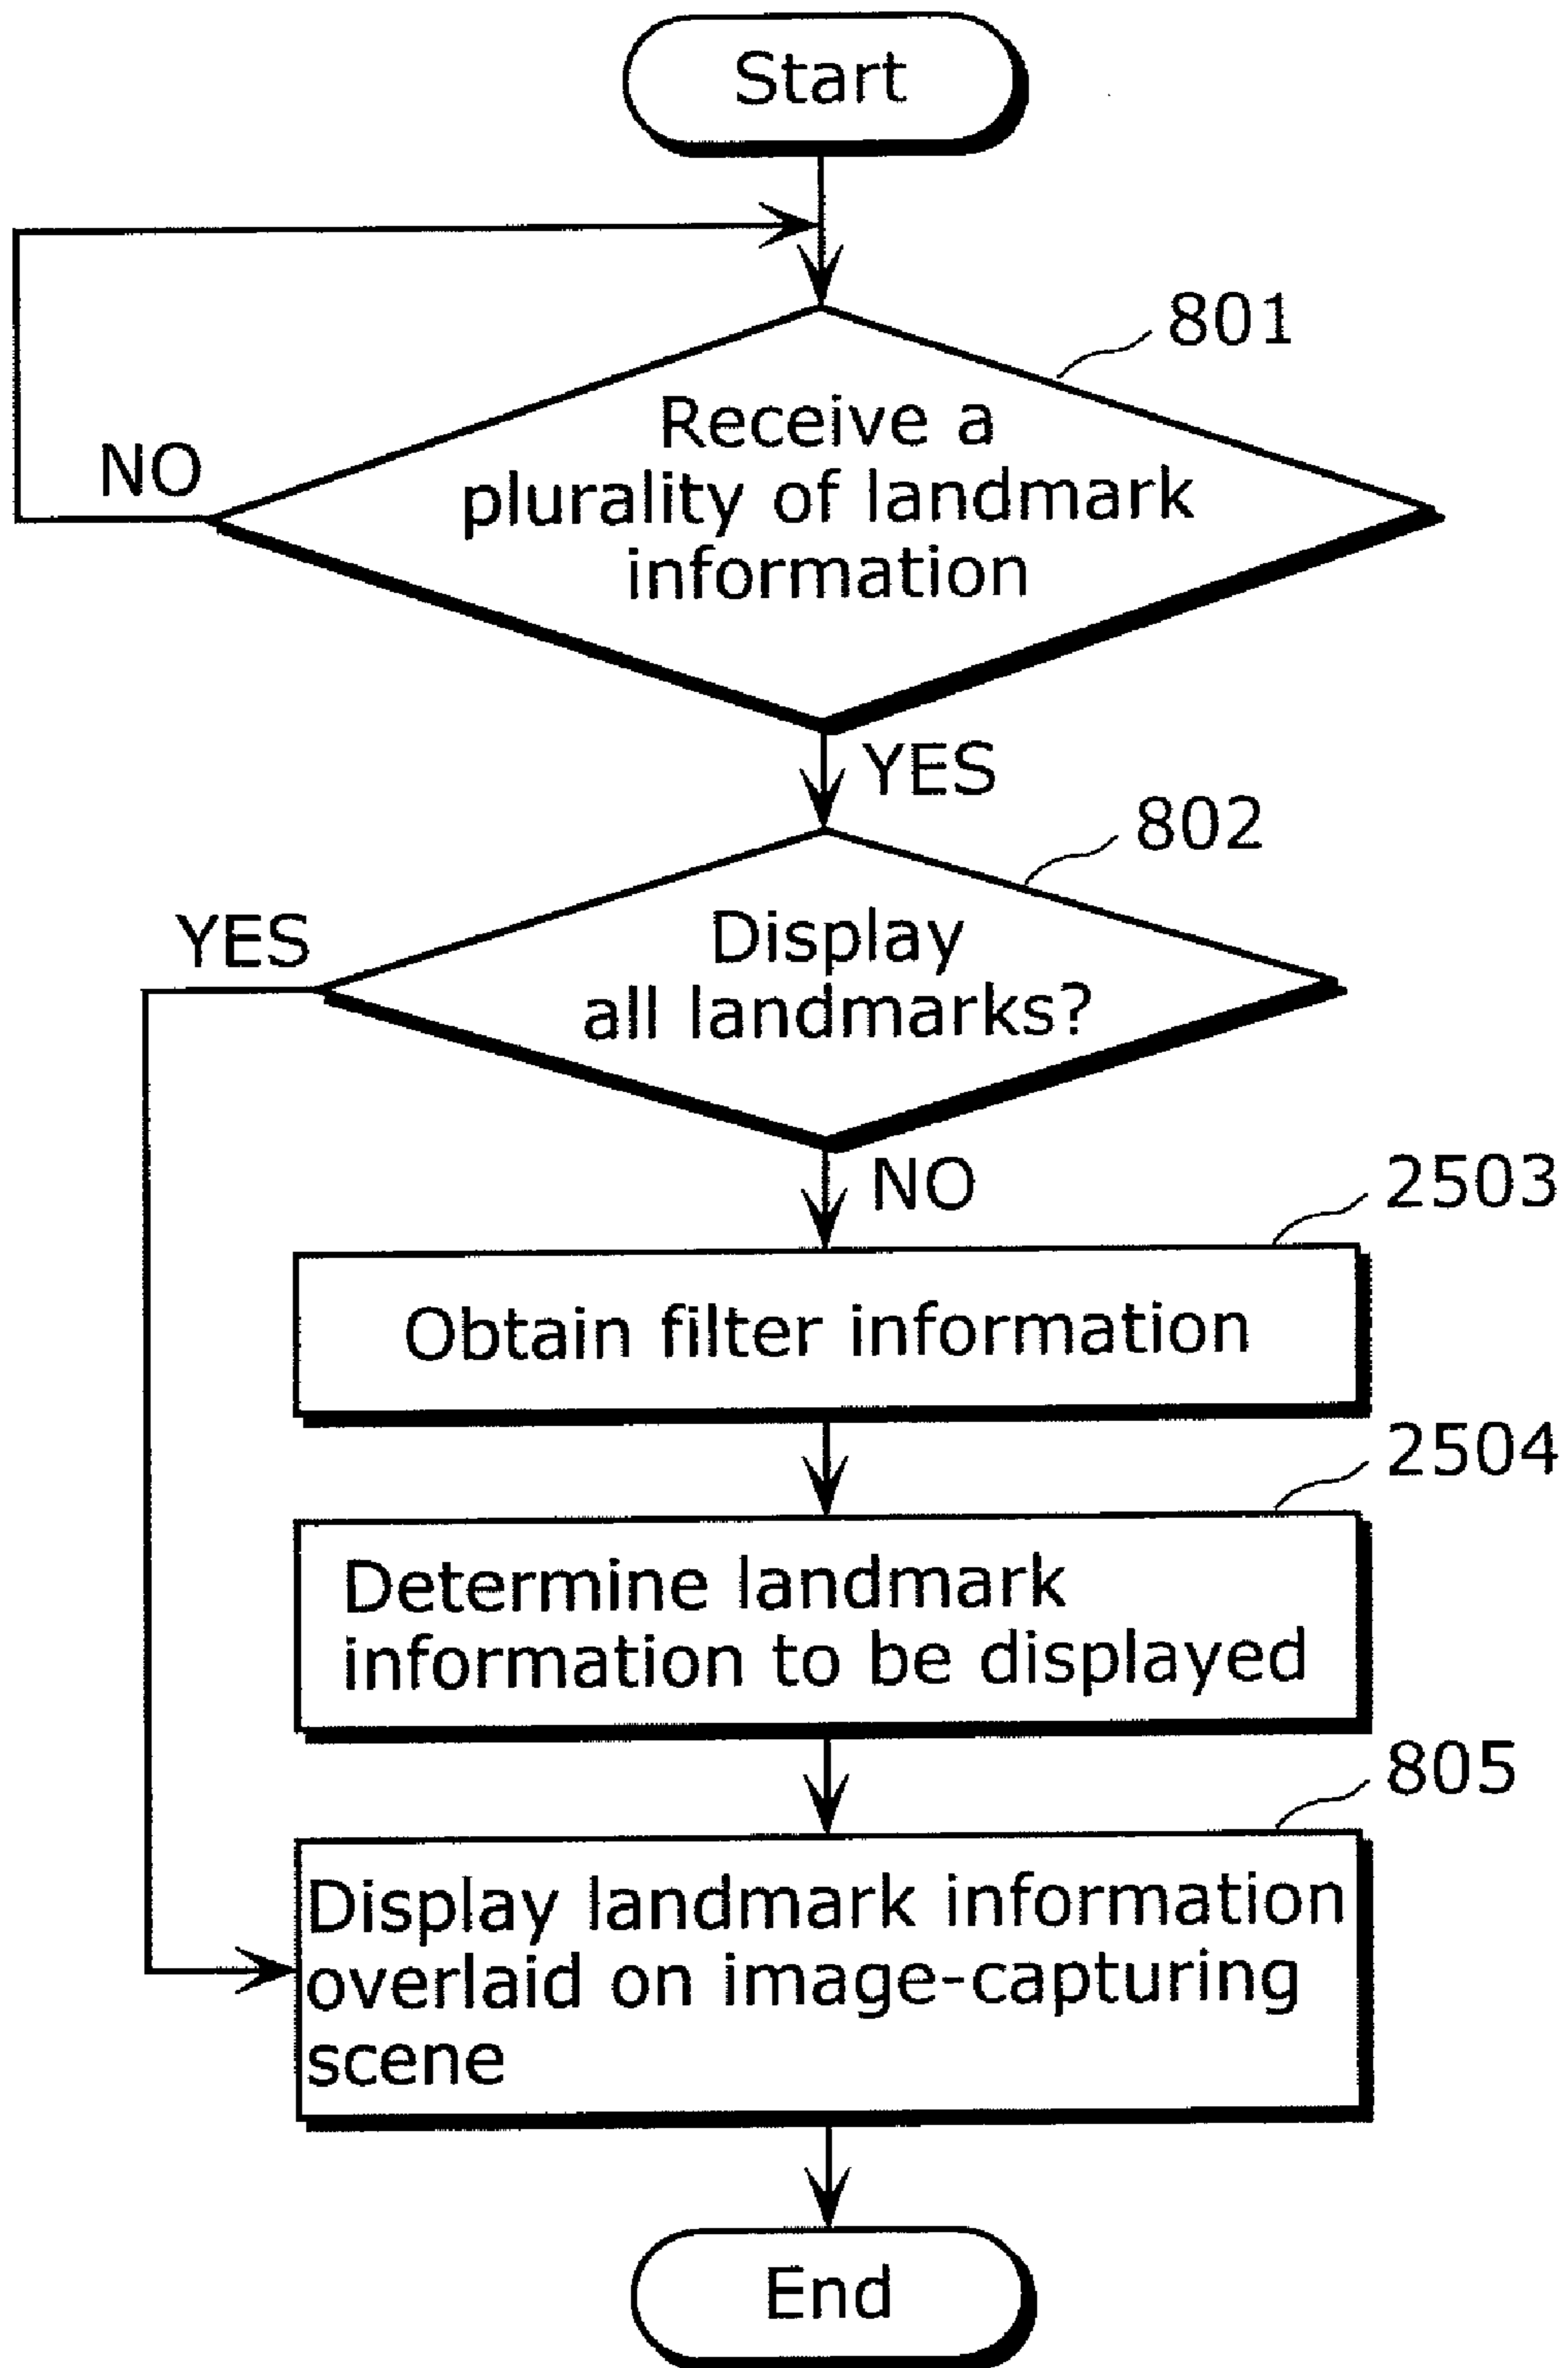 Start
801
Receive a
plurality of landmark
information
NO
YES
802
YES
Display
all landmarks?
NO
2503
Obtain filter information
2504
Determine landmark
information to be displayed
805
Display landmark information
overlaid on image-capturing
scene
End